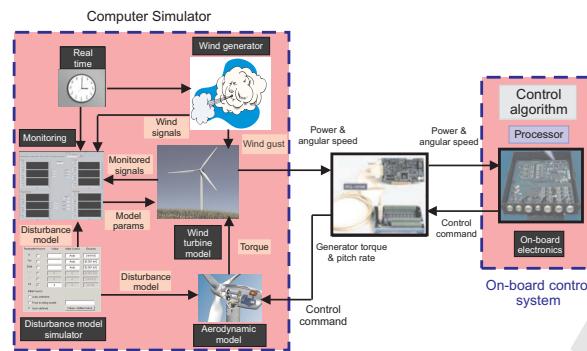 Computer Simulator
Real
time
Wind generator
Wind
signals
Wind gust
Monitoring
Monitored
signals
Model
params
Disturbance
model
Wind
turbine
model
Torque
Disturbance
model
Disturbance model
simulator
Aerodynamic
model
Power &
angular speed
Generator torque
& pitch rate
Control
command
Power &
angular speed
Control
command
Control
algorithm
Processor
On-board
electronics
On-board control
system